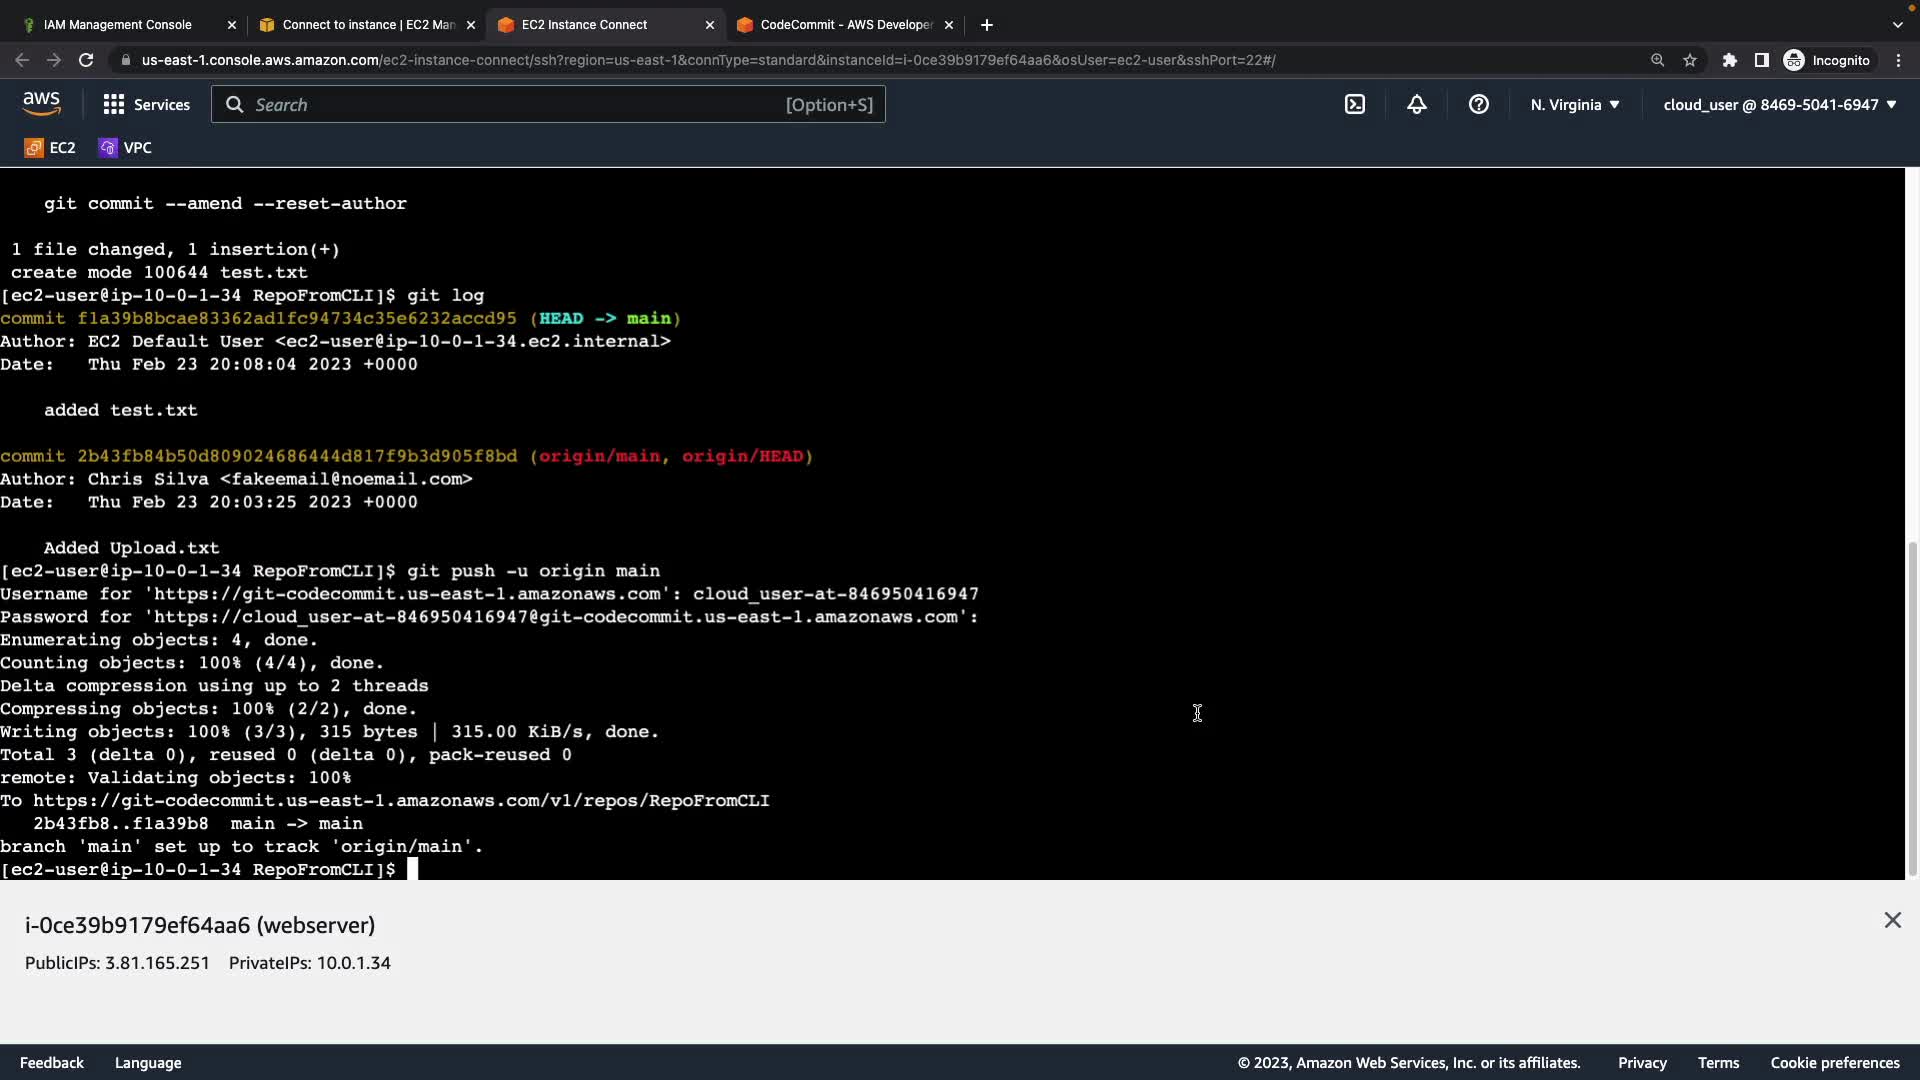 IAM Management Console
Connect to instance | EC2 Man
EC2 Instance Connect
CodeCommit - AWS Developer
us-east-1.console.aws.amazon.com/ec2-instance-connect/ssh?region=us-east-1&connType=standard&instanceId=i-0ce39b9179ef64aa6&osUser=ec2-user&sshPort=22#/
Incognito
aws
Services
Search
[Option+S]
N. Virginia
cloud_user @ 8469-5041-6947
EC2
VPC
git commit --amend --reset-author
1 file changed, 1 insertion(+)
create mode 100644 test.txt
[ec2-user@ip-10-0-1-34 RepoFromCLI]$ git log
commit f1a39b8bcae83362ad1fc94734c35e6232accd95 (HEAD -> main)
Author: EC2 Default User <ec2-user@ip-10-0-1-34.ec2.internal>
Date:   Thu Feb 23 20:08:04 2023 +0000
added test.txt
commit 2b43fb84b50d809024686444d817f9b3d905f8bd (origin/main, origin/HEAD)
Author: Chris Silva <fakeemail@noemail.com>
Date:   Thu Feb 23 20:03:25 2023 +0000
Added Upload.txt
[ec2-user@ip-10-0-1-34 RepoFromCLI]$ git push -u origin main
Username for 'https://git-codecommit.us-east-1.amazonaws.com': cloud_user-at-846950416947
Password for 'https://cloud_user-at-846950416947@git-codecommit.us-east-1.amazonaws.com':
Enumerating objects: 4, done.
Counting objects: 100% (4/4), done.
Delta compression using up to 2 threads
Compressing objects: 100% (2/2), done.
Writing objects: 100% (3/3), 315 bytes | 315.00 KiB/s, done.
Total 3 (delta 0), reused 0 (delta 0), pack-reused 0
remote: Validating objects: 100%
To https://git-codecommit.us-east-1.amazonaws.com/v1/repos/RepoFromCLI
2b43fb8..f1a39b8  main -> main
branch 'main' set up to track 'origin/main'.
[ec2-user@ip-10-0-1-34 RepoFromCLI]$
i-0ce39b9179ef64aa6 (webserver)
PublicIPs: 3.81.165.251    PrivateIPs: 10.0.1.34
Feedback
Language
© 2023, Amazon Web Services, Inc. or its affiliates.
Privacy
Terms
Cookie preferences